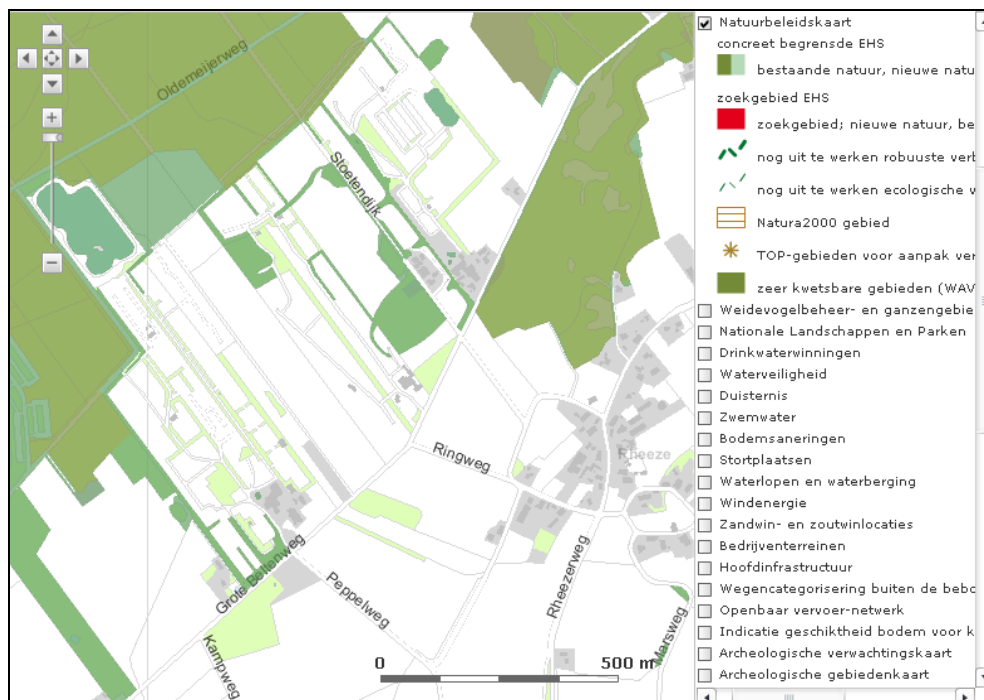 Natuurbeleidskaart
concreet begrensde EHS
bestaande natuur, nieuwe natu
zoekgebied EHS
zoekgebied; nieuwe natuur, be
nog uit te werken robuuste verb
nog uit te werken ecologische v
Natura2000 gebied
TOP-gebieden voor aanpak ver
zeer kwetsbare gebieden (WAV
Weidevogelbeheer- en ganzengebie
Nationale Landschappen en Parken
Drinkwaterwinningen
Waterveiligheid
Duisternis
Zwemwater
Bodemsaneringen
Stortplaatsen
Waterlopen en waterberging
Windenergie
Zandwin- en zoutwinlocaties
Bedrijventerreinen
Hoofdinfrastructuur
Wegencategorisering buiten de bebo
Openbaar vervoer-netwerk
Indicatie geschiktheid bodem voor k
Archeologische verwachtingskaart
Archeologische gebiedenkaart
Oldemeijerweg
Stoetendijk
Ringweg
Rheeze
Grote Beltenweg
Peppelweg
Rheezerweg
Marsweg
Kampweg
0 500 m